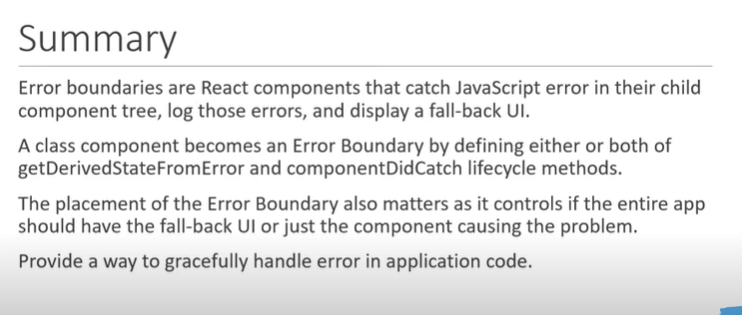 Summary
Error boundaries are React components that catch JavaScript error in their child
component tree, log those errors, and display a fall-back UI.
A class component becomes an Error Boundary by defining either or both of
getDerivedStateFromError and componentDidCatch lifecycle methods.
The placement of the Error Boundary also matters as it controls if the entire app
should have the fall-back UI or just the component causing the problem.
Provide a way to gracefully handle error in application code.